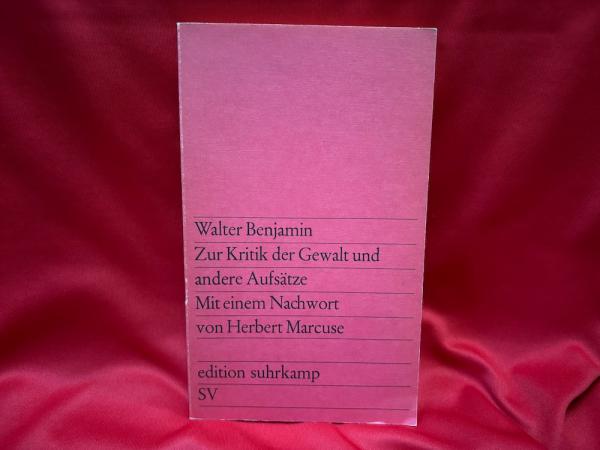 Walter Benjamin
Zur Kritik der Gewalt und
andere Aufsätze
Mit einem Nachwort
von Herbert Marcuse
edition suhrkamp
SV